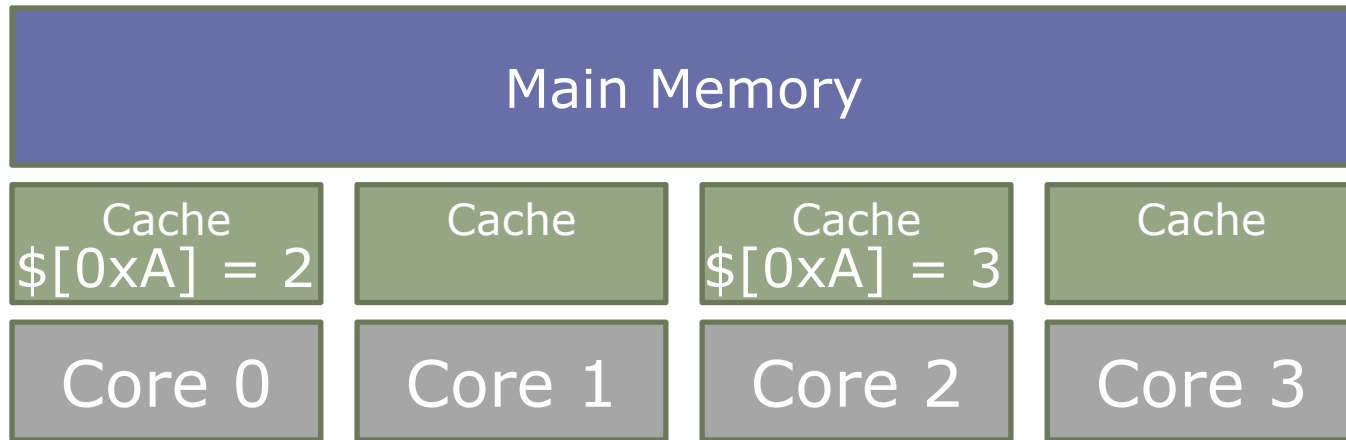 Main Memory
Cache
$[0xA] = 2
Cache
Cache
$[0xA] = 3
Cache
Core 0
Core 1
Core 2
Core 3